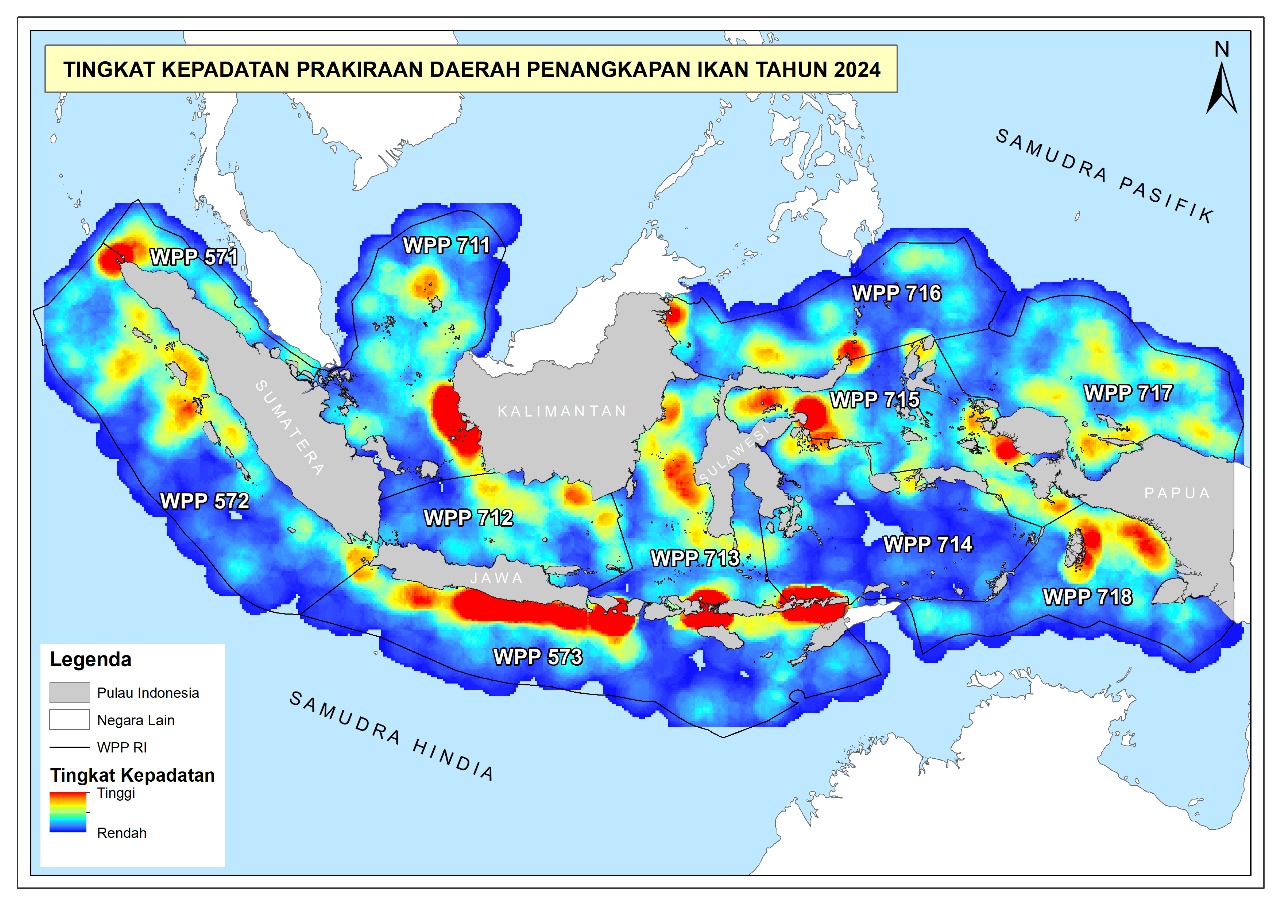 TINGKAT KEPADATAN PRAKIRAAN DAERAH PENANGKAPAN IKAN TAHUN 2024
N
SAMUDRA PASIFIK
WPP 711
WPP 571
WPP 716
WPP 717
WPP 715
KALIMANTAN
SUMATERA
SULAWESI
PAPUA
WPP 572
WPP 712
WPP 714
WPP 713
JAWA
WPP 718
WPP 573
SAMUDRA HINDIA
Legenda
Pulau Indonesia
Negara Lain
WPP RI
Tingkat Kepadatan
Tinggi
Rendah